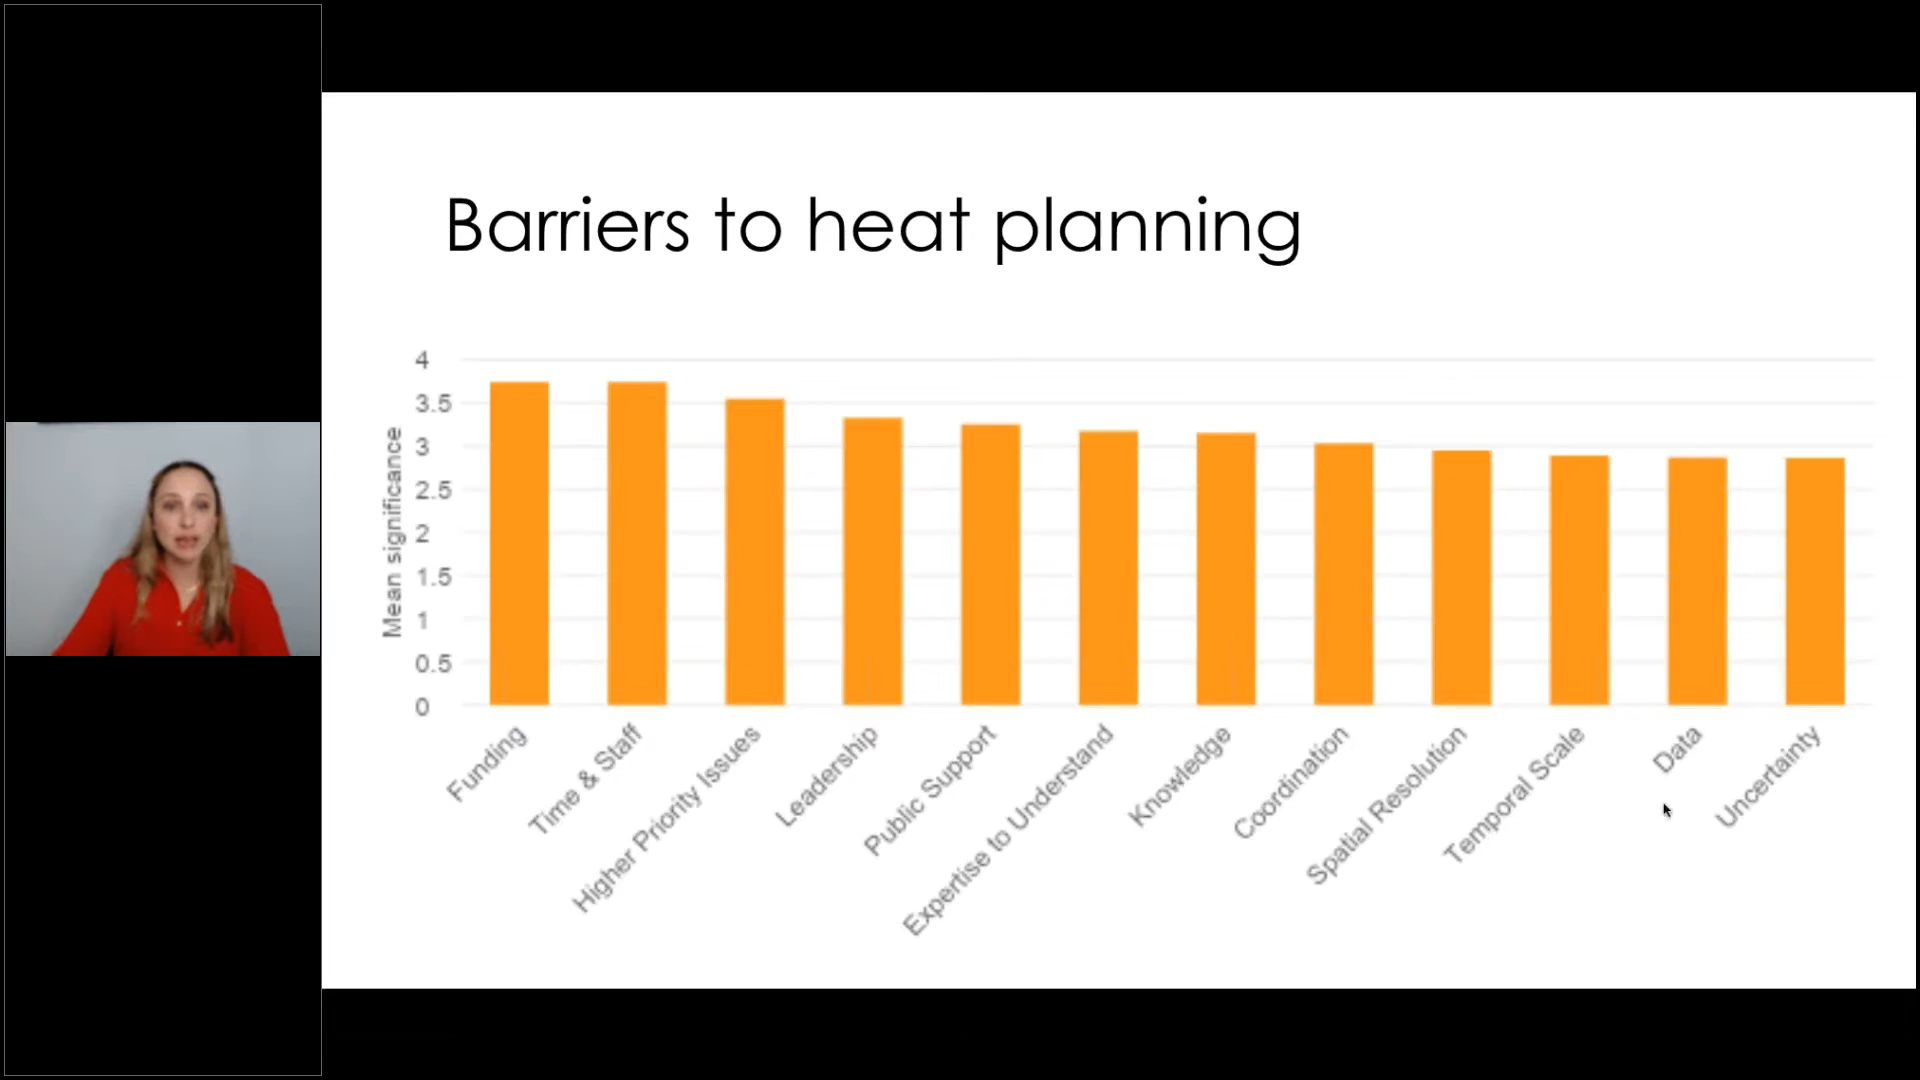 Barriers to heat planning
Mean significance
4
3.5
3
2.5
2
1.5
1
0.5
0
Funding
Time & Staff
Higher Priority Issues
Leadership
Public Support
Expertise to Understand
Knowledge
Coordination
Spatial Resolution
Temporal Scale
Data
Uncertainty